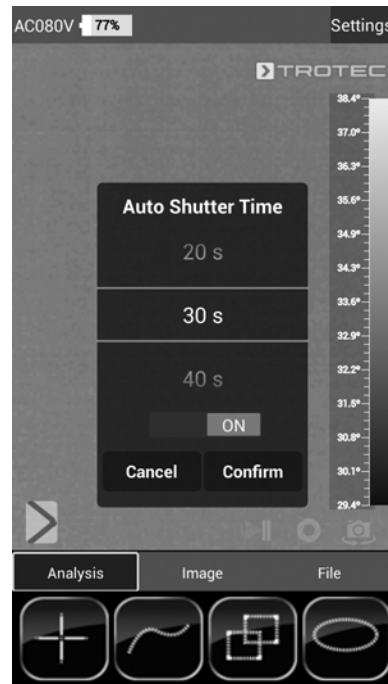 AC080V 77%
Settings
TROTEC
38.4°
37.0°
36.3°
35.6°
34.9°
34.3°
33.6°
32.9°
32.2°
31.5°
30.8°
30.1°
29.4°
Auto Shutter Time
20 s
30 s
40 s
ON
Cancel
Confirm
Analysis
Image
File